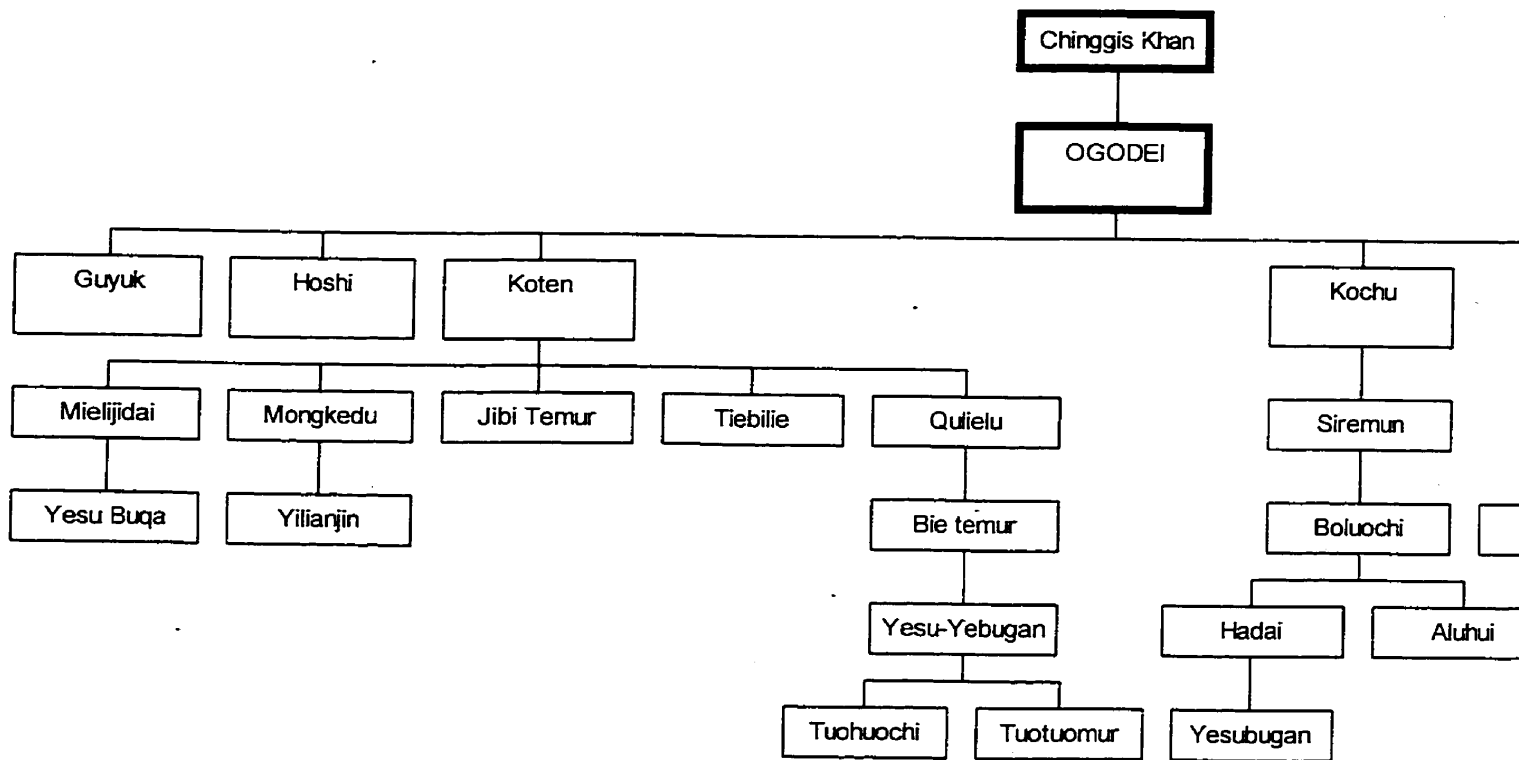 Chinggis Khan
OGODEI
Guyuk
Hoshi
Koten
Kochu
Mielijidai
Mongkedu
Jibi Temur
Tiebilie
Qulielu
Siremun
Yesu Buqa
Yilianjin
Bie temur
Boluochi
Yesu-Yebugan
Hadai
Aluhui
Tuohuochi
Tuotuomur
Yesubugan